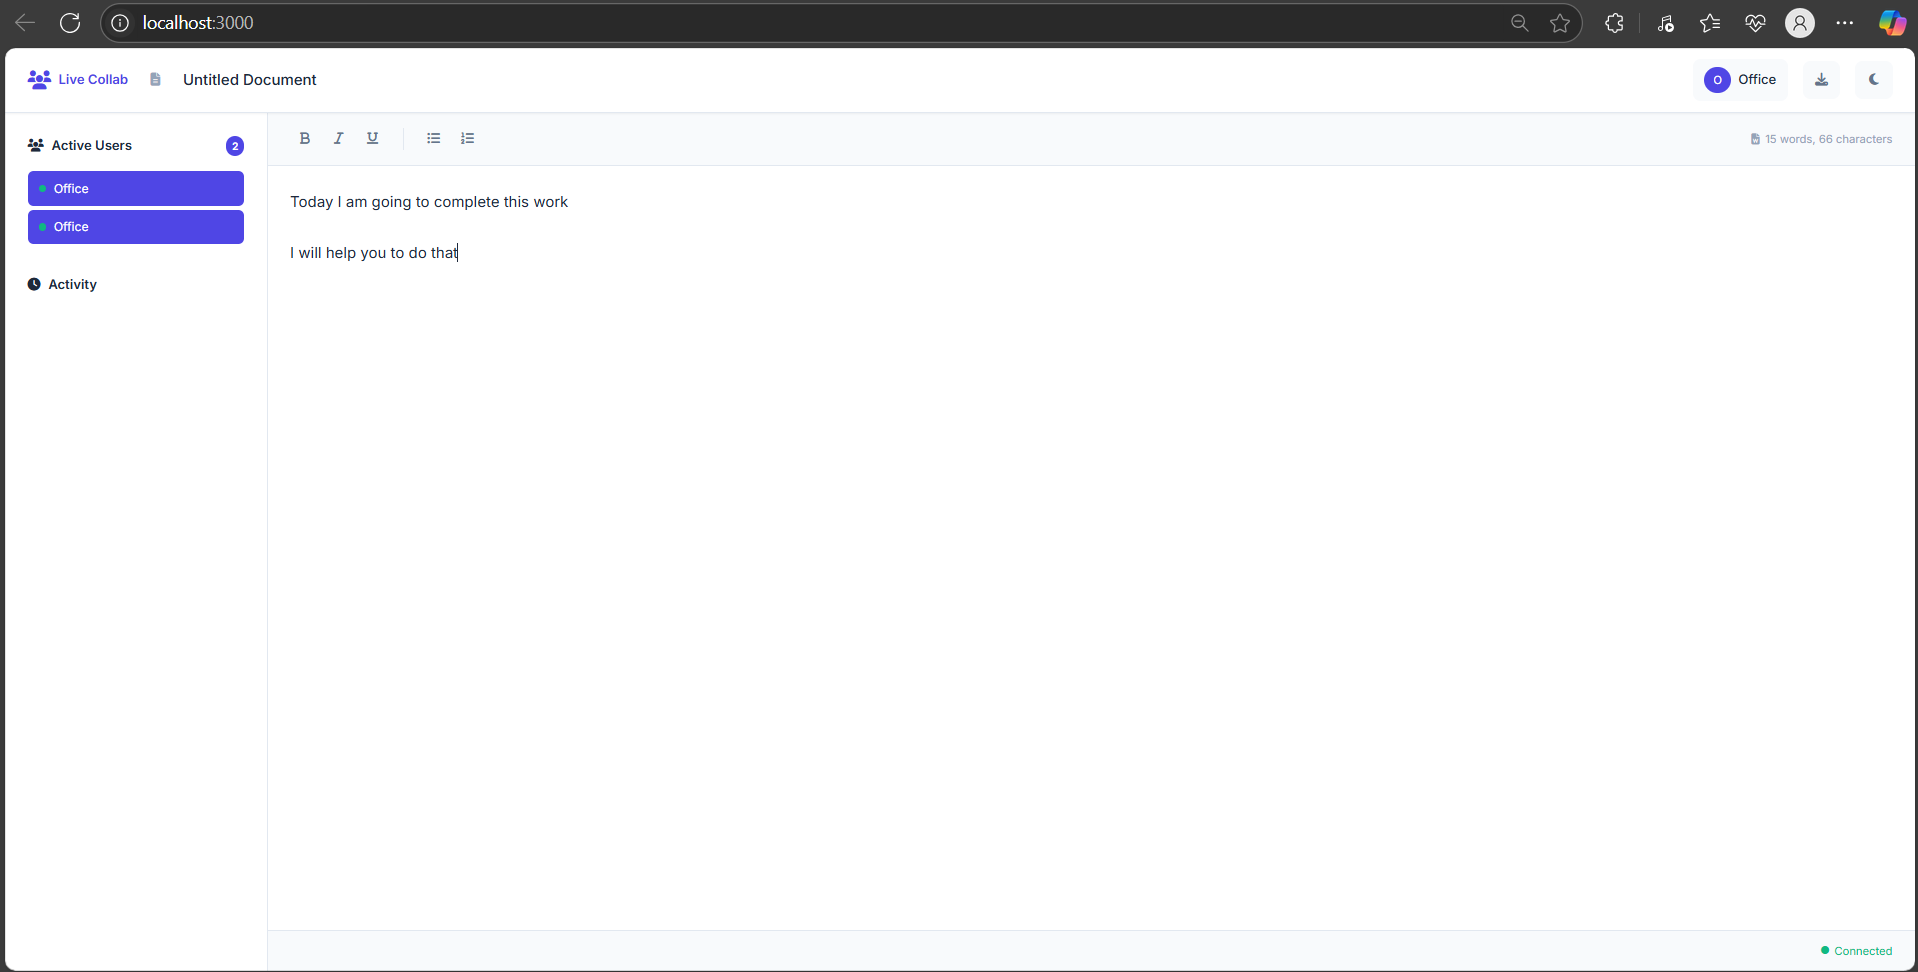 localhost:3000
Live Collab
Untitled Document
O
Office
Active Users
2
Office
Office
Activity
B I U
15 words, 66 characters
Today I am going to complete this work
I will help you to do that
Connected